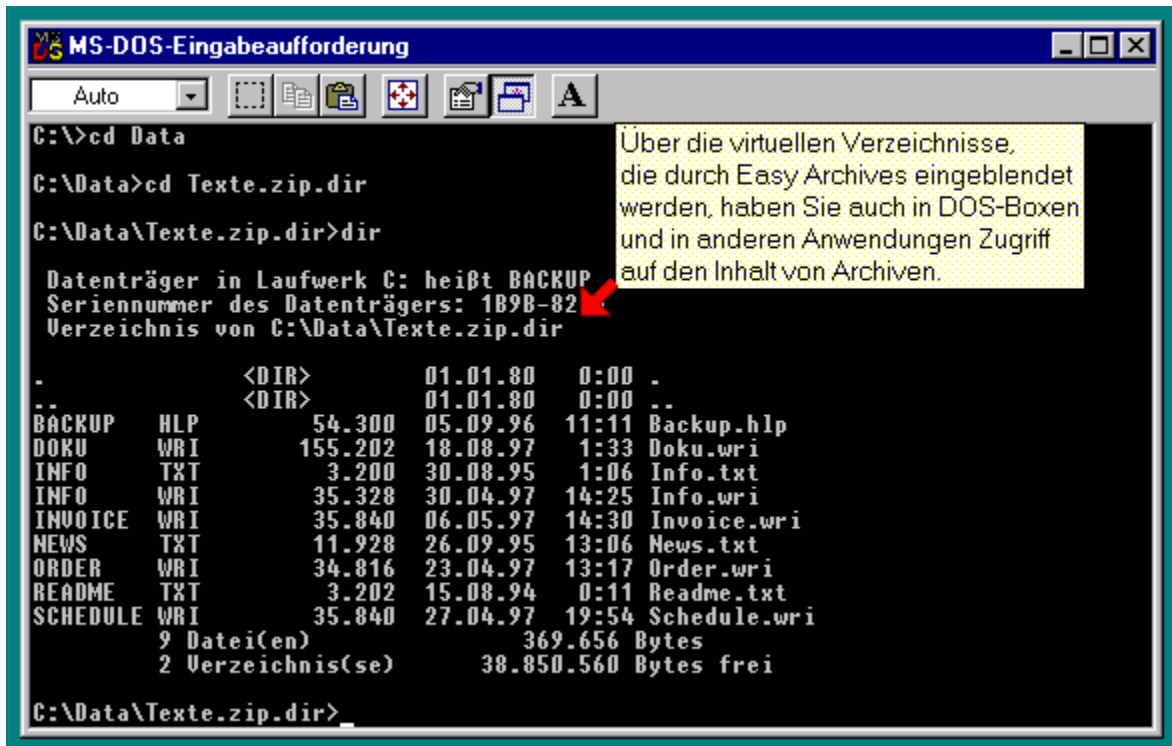 MS-DOS-Eingabeaufforderung
Auto
A
C:\>cd Data
C:\Data>cd Texte.zip.dir
C:\Data\Texte.zip.dir>dir
Datenträger in Laufwerk C: heißt BACKUP
Seriennummer des Datenträgers: 1B9B-82
Verzeichnis von C:\Data\Texte.zip.dir
Über die virtuellen Verzeichnisse,
die durch Easy Archives eingeblendet
werden, haben Sie auch in DOS-Boxen
und in anderen Anwendungen Zugriff
auf den Inhalt von Archiven.
. <DIR> 01.01.80 0:00 .
.. <DIR> 01.01.80 0:00 ..
BACKUP HLP 54.300 05.09.96 11:11 Backup.hlp
DOKU WRI 155.202 18.08.97 1:33 Doku.wri
INFO TXT 3.200 30.08.95 1:06 Info.txt
INFO WRI 35.328 30.04.97 14:25 Info.wri
INVOICE WRI 35.840 06.05.97 14:30 Invoice.wri
NEWS TXT 11.928 26.09.95 13:06 News.txt
ORDER WRI 34.816 23.04.97 13:17 Order.wri
README TXT 3.202 15.08.94 0:11 Readme.txt
SCHEDULE WRI 35.840 27.04.97 19:54 Schedule.wri
9 Datei(en) 369.656 Bytes
2 Verzeichnis(se) 38.850.560 Bytes frei
C:\Data\Texte.zip.dir>_